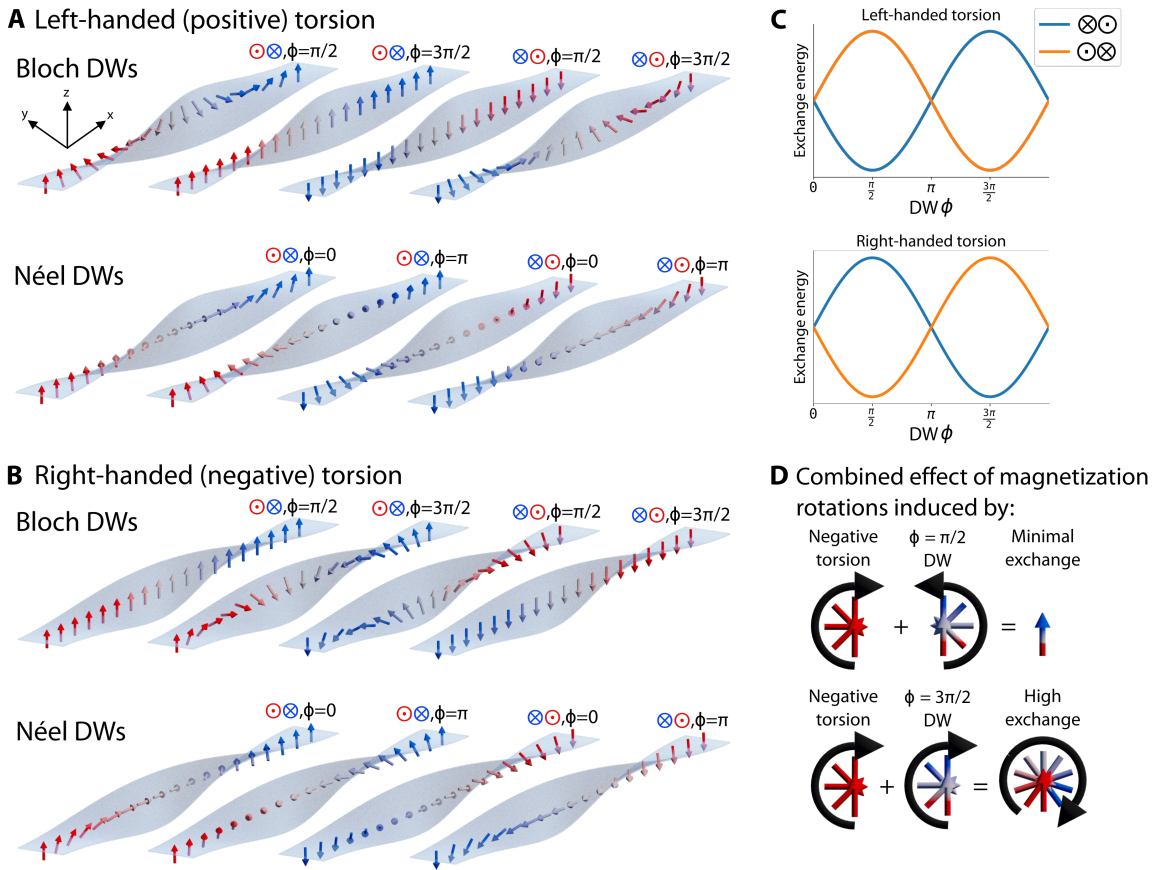 A Left-handed (positive) torsion
Bloch DWs
⊙⊗,ϕ=π/2
⊙⊗,ϕ=3π/2
⊗⊙,ϕ=π/2
⊗⊙,ϕ=3π/2
z
y
x
Néel DWs
⊙⊗,ϕ=0
⊙⊗,ϕ=π
⊗⊙,ϕ=0
⊗⊙,ϕ=π
B Right-handed (negative) torsion
Bloch DWs
⊙⊗,ϕ=π/2
⊙⊗,ϕ=3π/2
⊗⊙,ϕ=π/2
⊗⊙,ϕ=3π/2
Néel DWs
⊙⊗,ϕ=0
⊙⊗,ϕ=π
⊗⊙,ϕ=0
⊗⊙,ϕ=π
C
Left-handed torsion
⊗⊙
⊙⊗
Exchange energy
0 π/2 π 3π/2
DW ϕ
Right-handed torsion
Exchange energy
0 π/2 π 3π/2
DW ϕ
D Combined effect of magnetization
rotations induced by:
Negative
torsion
ϕ = π/2
DW
Minimal
exchange
+ =
Negative
torsion
ϕ = 3π/2
DW
High
exchange
+ =